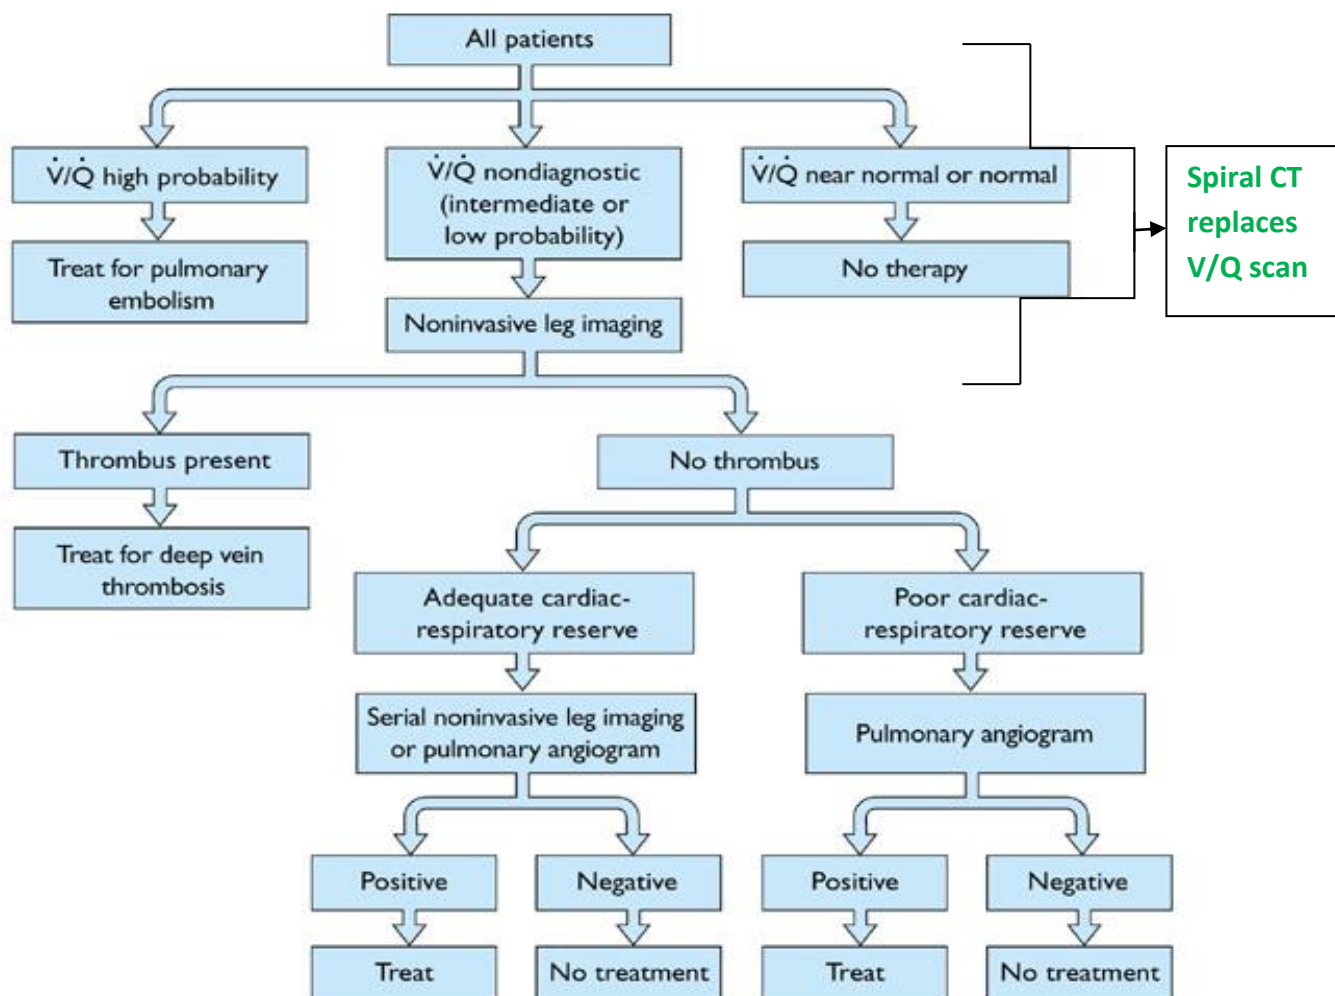 All patients
V̇/Q̇ high probability
V̇/Q̇ nondiagnostic
(intermediate or
low probability)
V̇/Q̇ near normal or normal
Spiral CT
replaces
V/Q scan
Treat for pulmonary
embolism
No therapy
Noninvasive leg imaging
Thrombus present
No thrombus
Treat for deep vein
thrombosis
Adequate cardiac-
respiratory reserve
Poor cardiac-
respiratory reserve
Serial noninvasive leg imaging
or pulmonary angiogram
Pulmonary angiogram
Positive
Negative
Positive
Negative
Treat
No treatment
Treat
No treatment